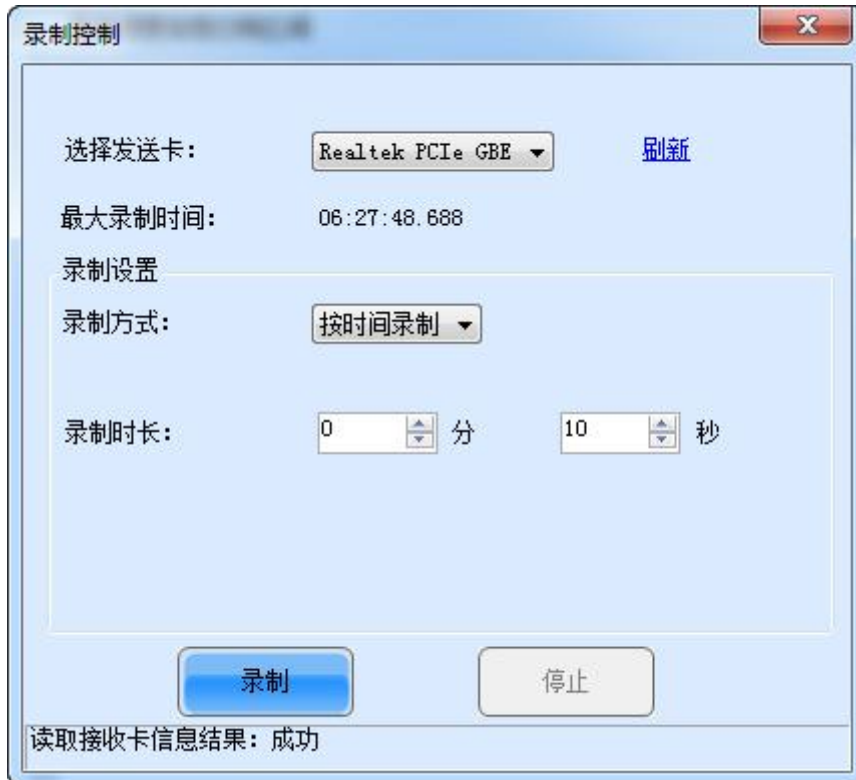 录制控制
选择发送卡： Realtek PCIe GBE 刷新
最大录制时间： 06:27:48.688
录制设置
录制方式： 按时间录制
录制时长： 0 分 10 秒
录制 停止
读取接收卡信息结果：成功